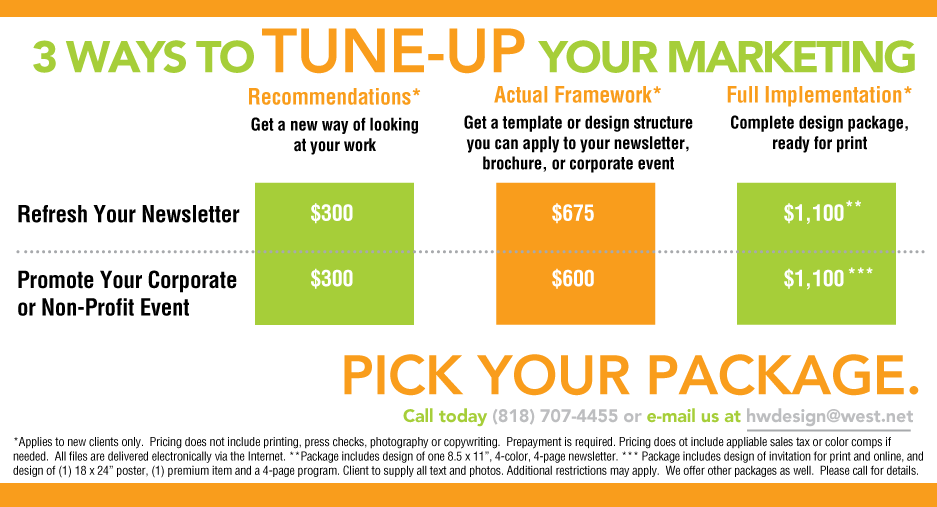 3 WAYS TO TUNE-UP YOUR MARKETING
Recommendations* Actual Framework* Full Implementation*
Get a new way of looking
at your work
Get a template or design structure
you can apply to your newsletter,
brochure, or corporate event
Complete design package,
ready for print
Refresh Your Newsletter $300 $675 $1,100**
Promote Your Corporate
or Non-Profit Event
$300 $600 $1,100***
PICK YOUR PACKAGE.
Call today (818) 707-4455 or e-mail us at hwdesign@west.net
*Applies to new clients only. Pricing does not include printing, press checks, photography or copywriting. Prepayment is required. Pricing does ot include appliable sales tax or color comps if
needed. All files are delivered electronically via the Internet. **Package includes design of one 8.5 x 11", 4-color, 4-page newsletter. *** Package includes design of invitation for print and online, and
design of (1) 18 x 24" poster, (1) premium item and a 4-page program. Client to supply all text and photos. Additional restrictions may apply. We offer other packages as well. Please call for details.